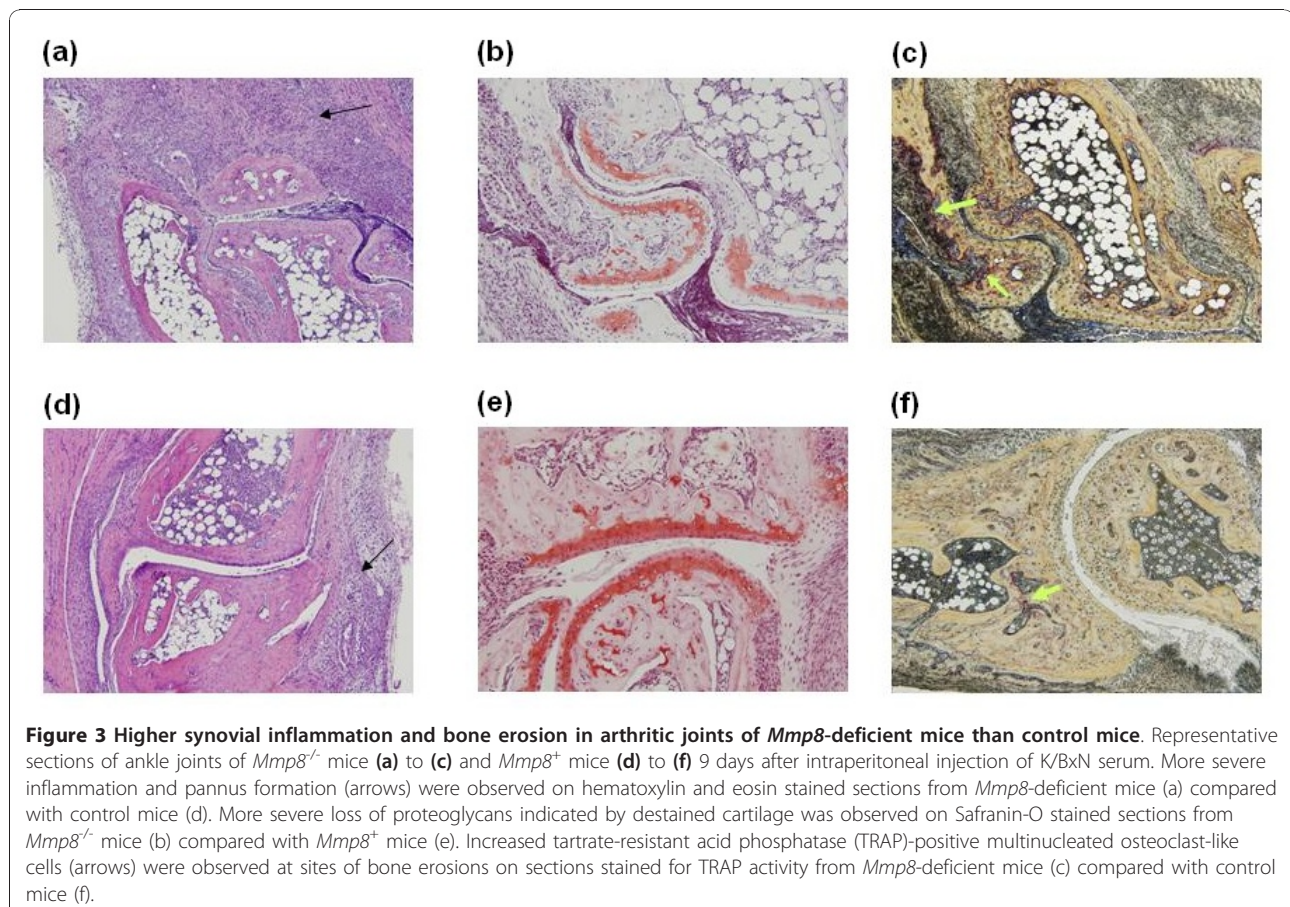 (a)
(b)
(c)
(d)
(e)
(f)
Figure 3 Higher synovial inflammation and bone erosion in arthritic joints of Mmp8-deficient mice than control mice. Representative
sections of ankle joints of Mmp8-/- mice (a) to (c) and Mmp8+ mice (d) to (f) 9 days after intraperitoneal injection of K/BxN serum. More severe
inflammation and pannus formation (arrows) were observed on hematoxylin and eosin stained sections from Mmp8-deficient mice (a) compared
with control mice (d). More severe loss of proteoglycans indicated by destained cartilage was observed on Safranin-O stained sections from
Mmp8-/- mice (b) compared with Mmp8+ mice (e). Increased tartrate-resistant acid phosphatase (TRAP)-positive multinucleated osteoclast-like
cells (arrows) were observed at sites of bone erosions on sections stained for TRAP activity from Mmp8-deficient mice (c) compared with control
mice (f).